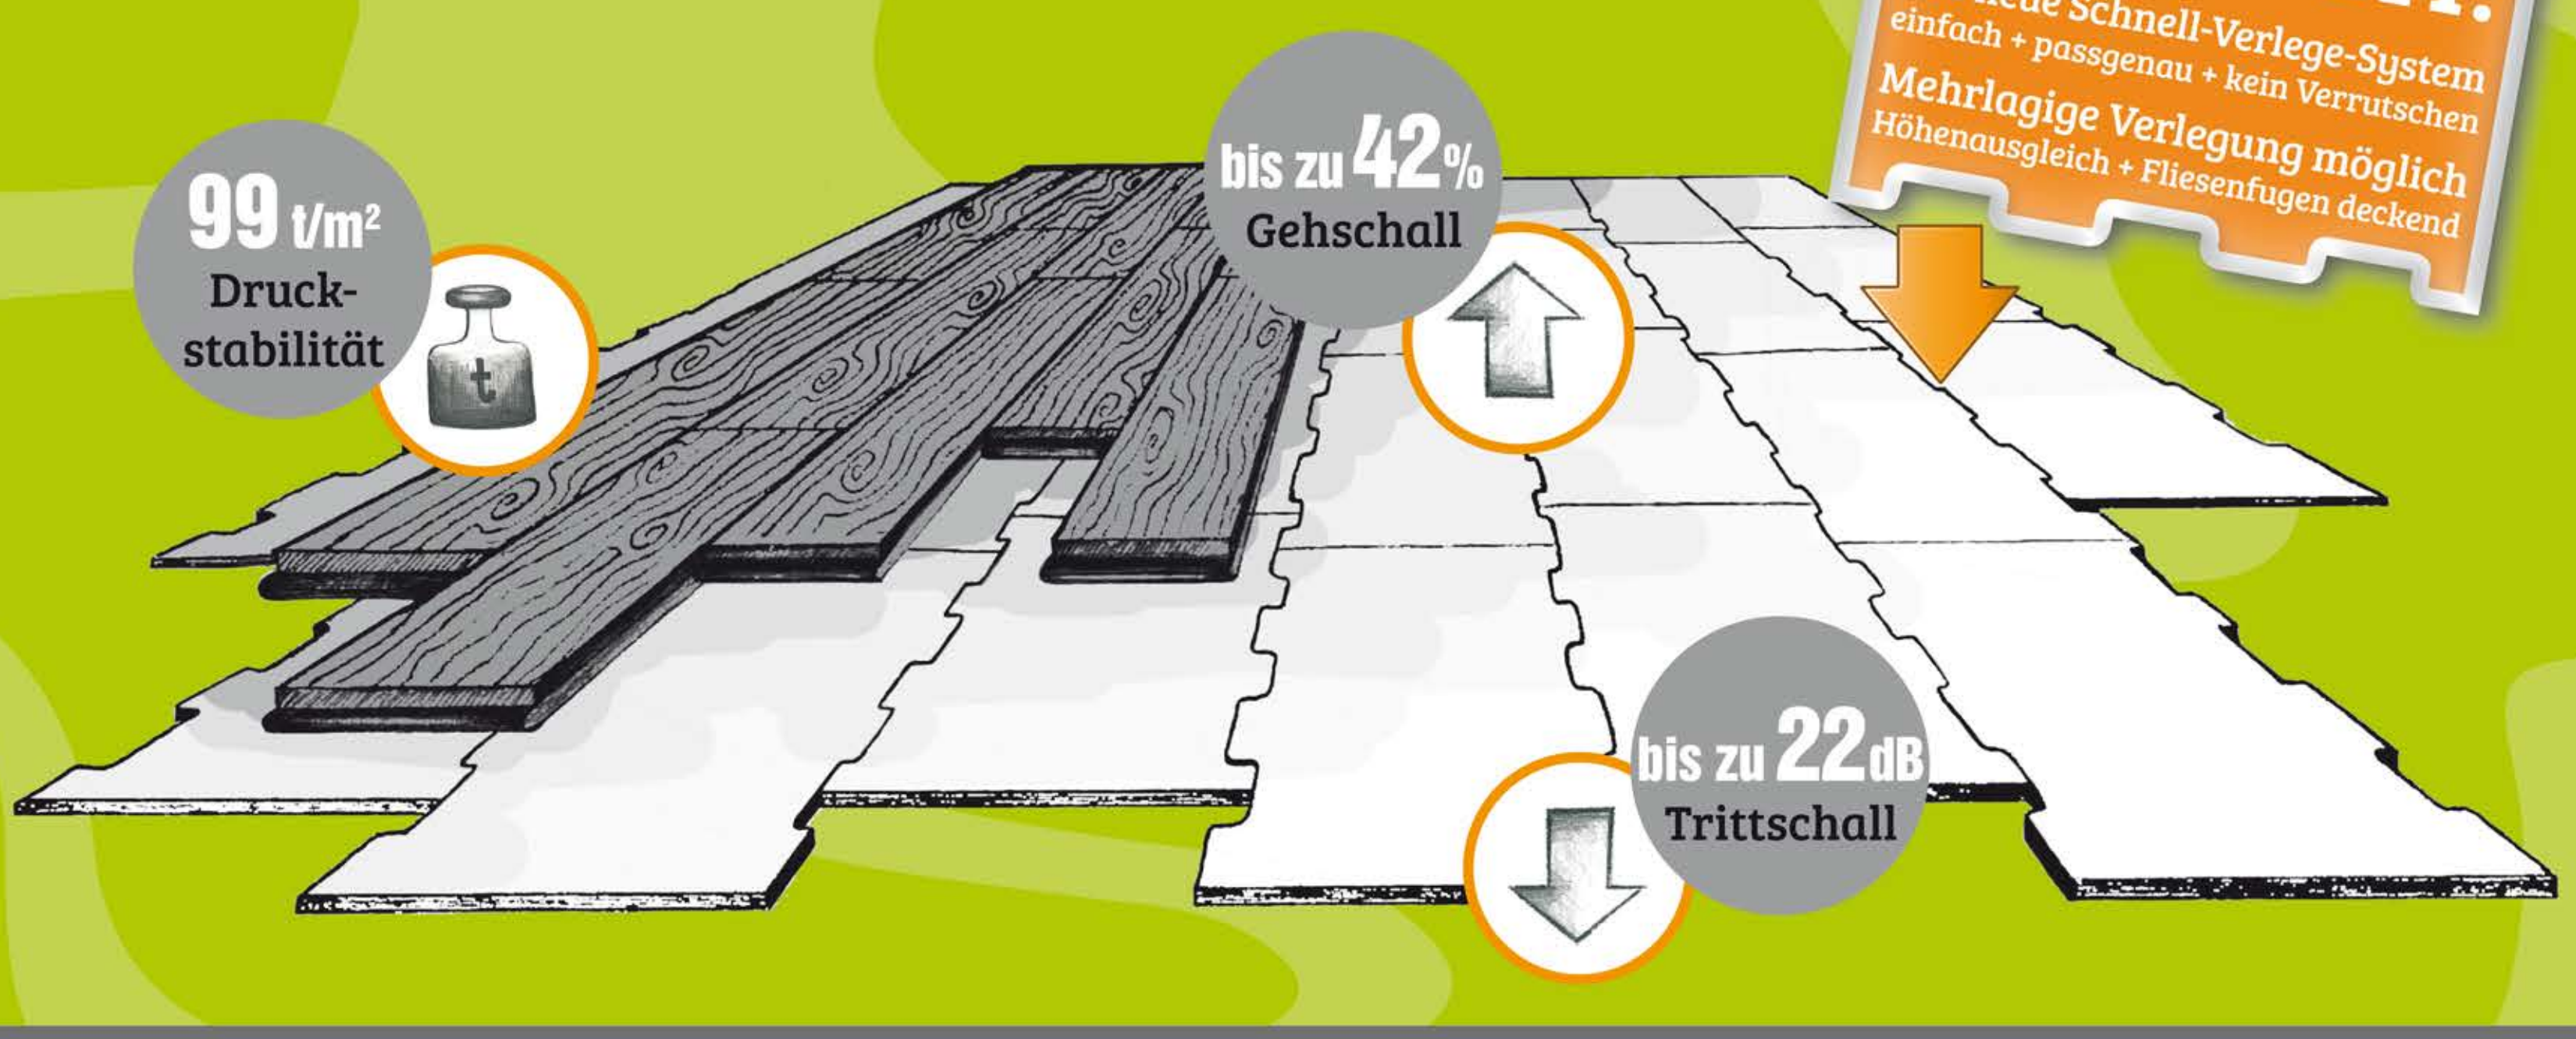 Schnell-Verlege-System
einfach + passgenau + kein Verrutschen
Mehrlagige Verlegung möglich
Höhenausgleich + Fliesenfugen deckend
99 t/m²
Druck-
stabilität
t
bis zu 42%
Gehschall
bis zu 22dB
Trittschall